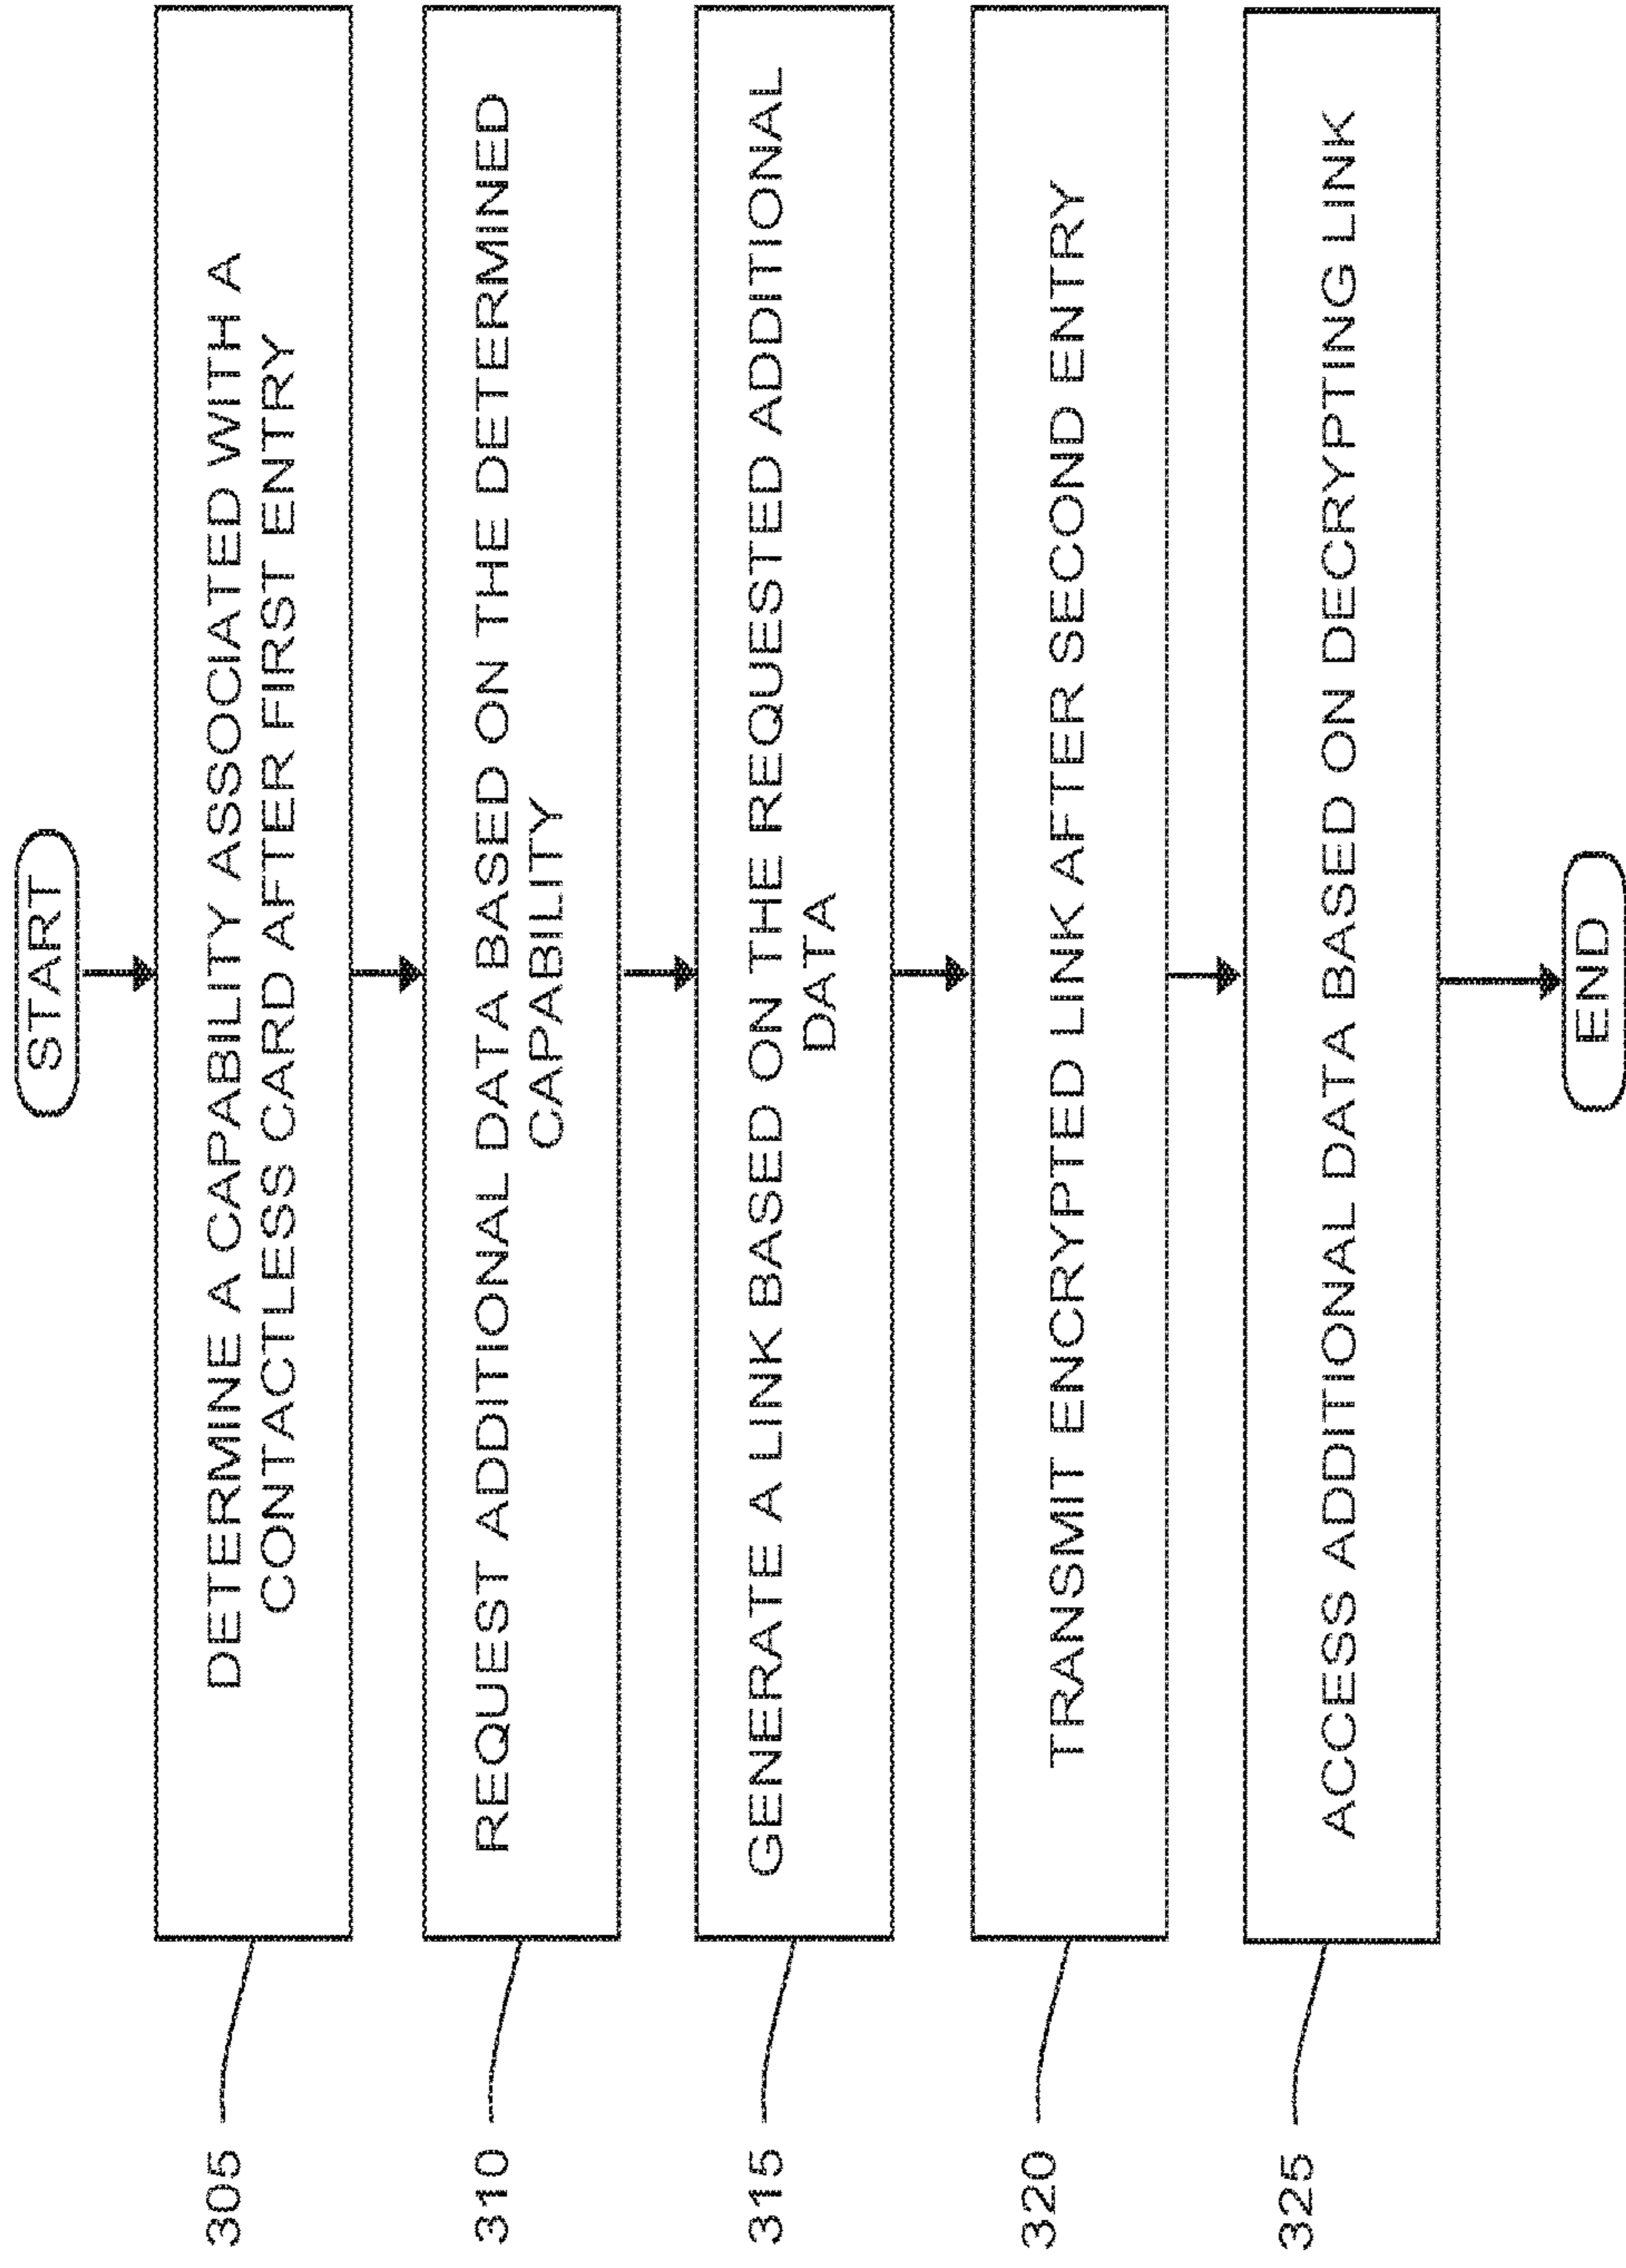 START
305
DETERMINE A CAPABILITY ASSOCIATED WITH A
CONTACTLESS CARD AFTER FIRST ENTRY
310
REQUEST ADDITIONAL DATA BASED ON THE DETERMINED
CAPABILITY
315
GENERATE A LINK BASED ON THE REQUESTED ADDITIONAL
DATA
320
TRANSMIT ENCRYPTED LINK AFTER SECOND ENTRY
325
ACCESS ADDITIONAL DATA BASED ON DECRYPTING LINK
END